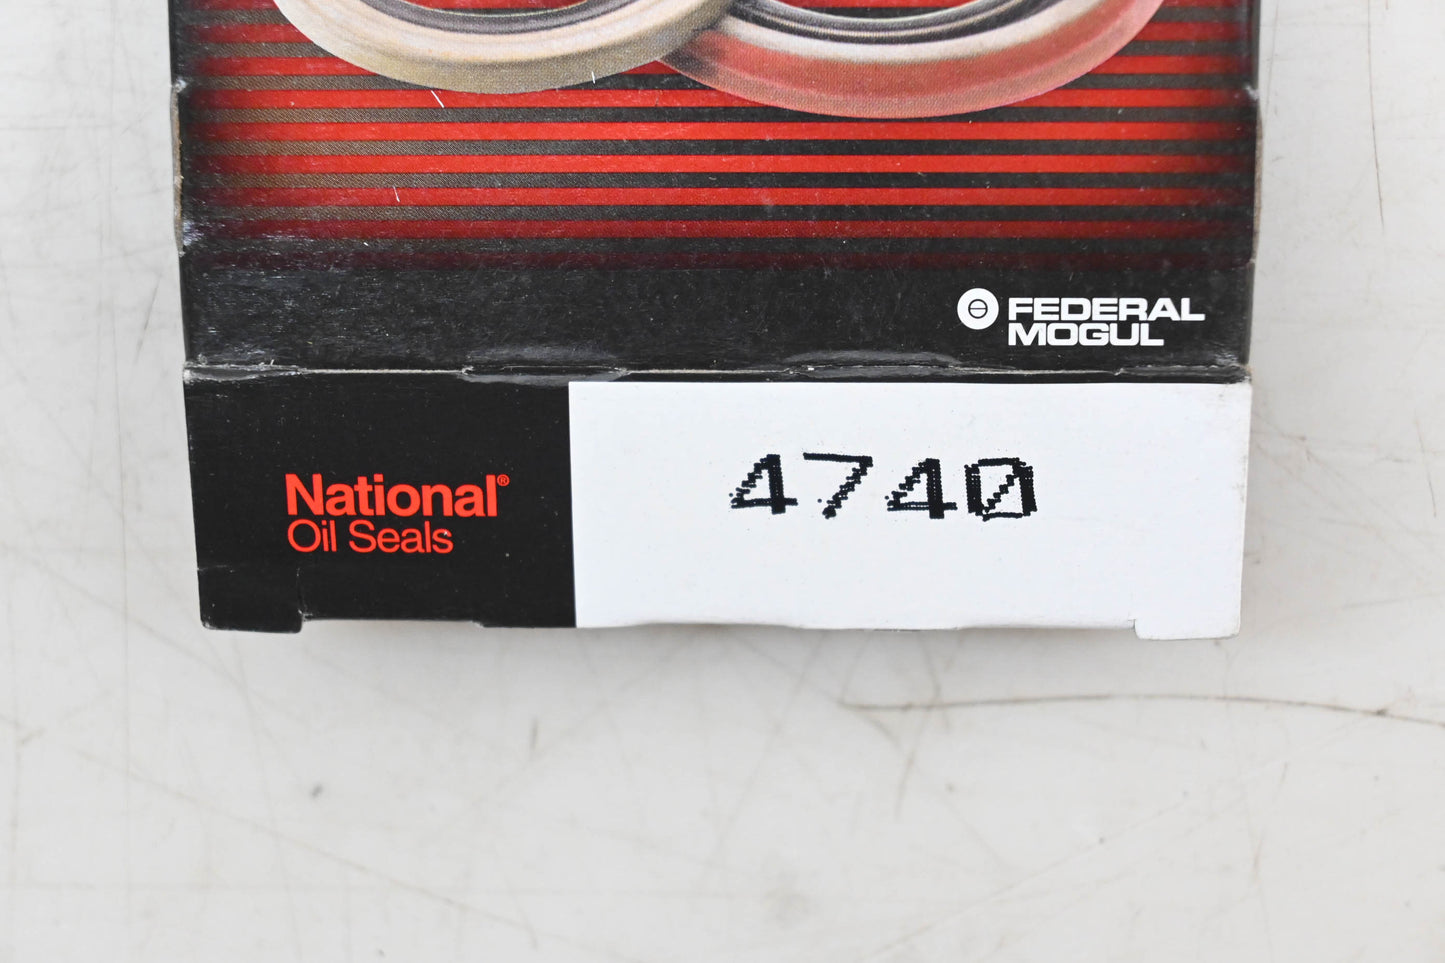 FEDERAL
MOGUL
National®
Oil Seals
4740